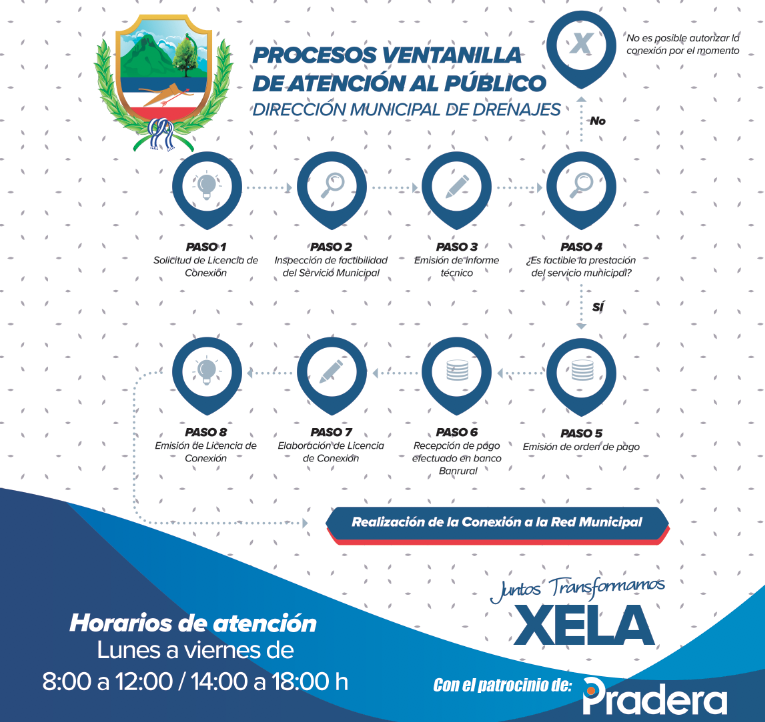 PROCESOS VENTANILLA
DE ATENCIÓN AL PÚBLICO
DIRECCIÓN MUNICIPAL DE DRENAJES
X
No es posible autorizar la
conexión por el momento
No
PASO 1
Solicitud de Licencia de
Conexión
PASO 2
Inspección de factibilidad
del Servicio Municipal
PASO 3
Emisión de Informe
técnico
PASO 4
¿Es factible la prestación
del servicio municipal?
SÍ
PASO 8
Emisión de Licencia de
Conexión
PASO 7
Elaboración de Licencia
de Conexión
PASO 6
Recepción de pago
efectuado en banco
Banrural
PASO 5
Emisión de orden de pago
Realización de la Conexión a la Red Municipal
Juntos Transformamos
XELA
Horarios de atención
Lunes a viernes de
8:00 a 12:00 / 14:00 a 18:00 h
Con el patrocinio de:
Pradera